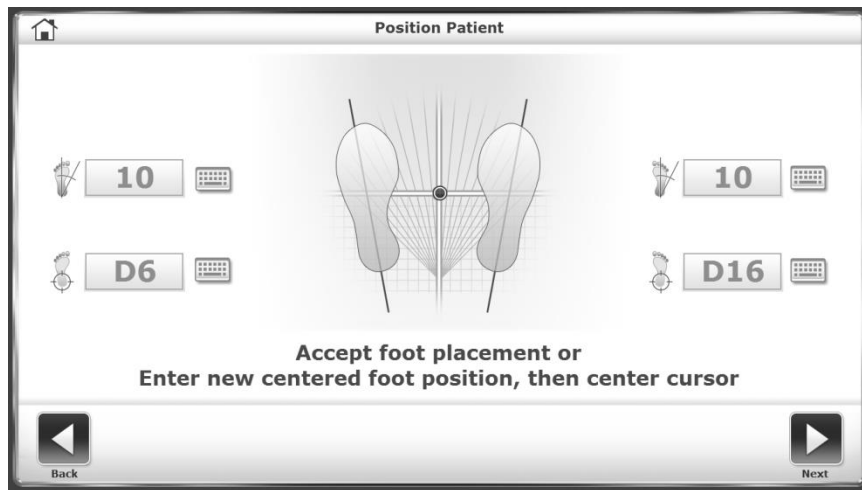 Position Patient
10
10
D6
D16
Accept foot placement or
Enter new centered foot position, then center cursor
Back
Next